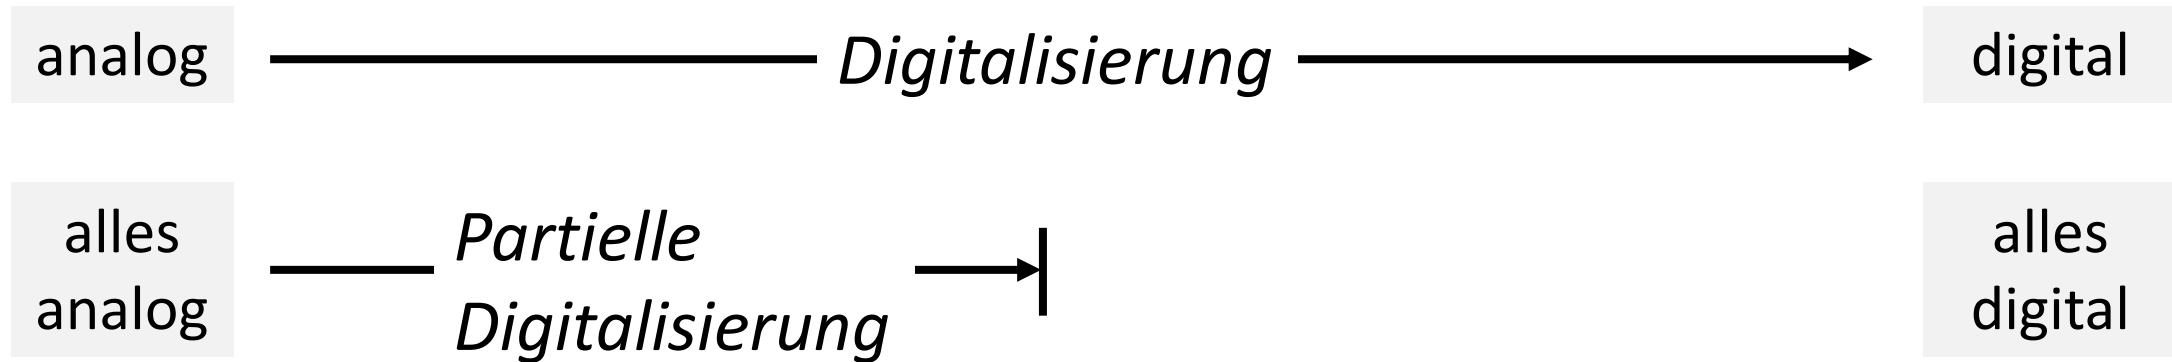 analog Digitalisierung digital
alles
analog
Partielle
Digitalisierung
alles
digital